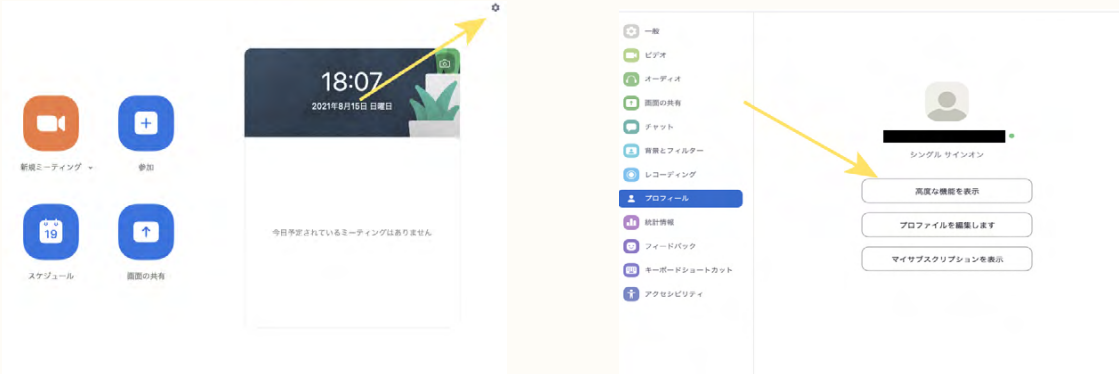 18:07
2021年8月15日 日曜日
新規ミーティング
参加
19
スケジュール
画面の共有
今日予定されているミーティングはありません
一般
ビデオ
オーディオ
画面の共有
チャット
背景とフィルター
レコーディング
プロフィール
統計情報
フィードバック
キーボードショートカット
アクセシビリティ
シングル サインオン
高度な機能を表示
プロファイルを編集します
マイサブスクリプションを表示